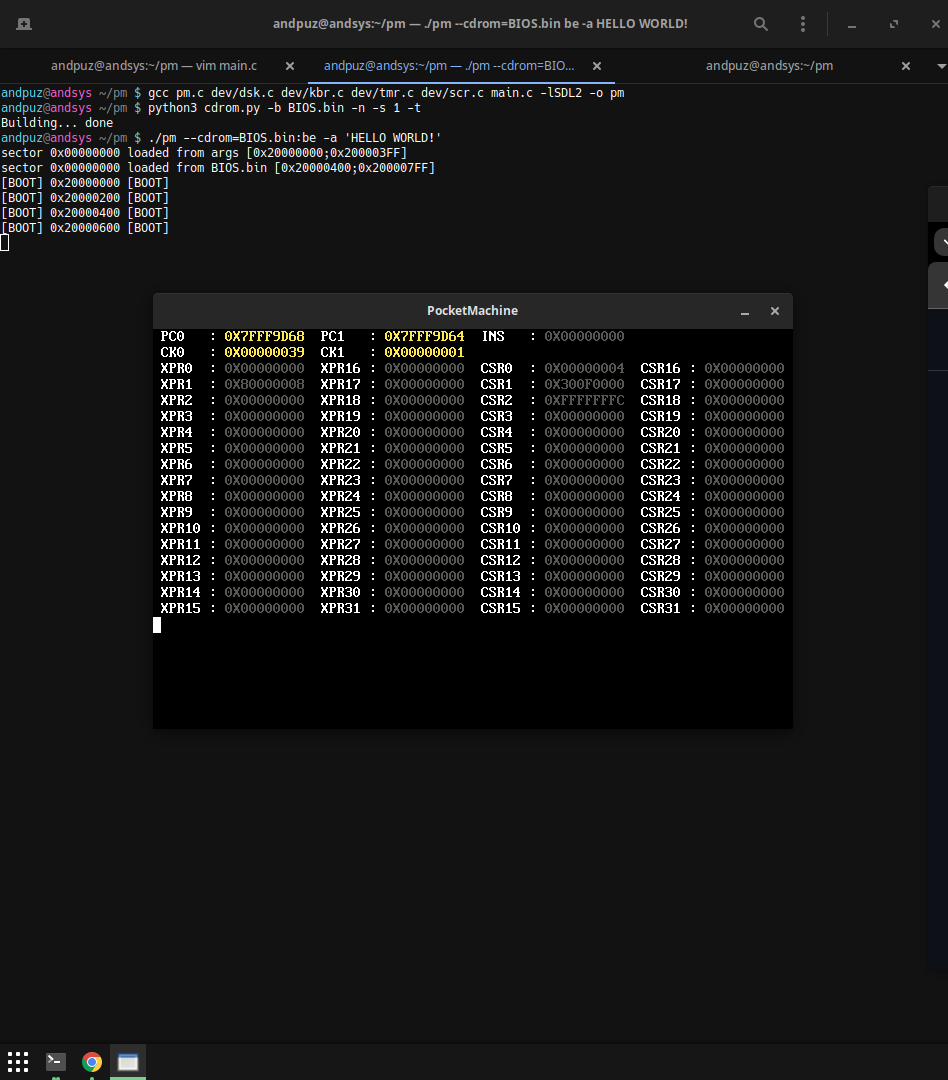 andpuz@andsys:~/pm — ./pm --cdrom=BIOS.bin be -a HELLO WORLD!
andpuz@andsys:~/pm — vim main.c
andpuz@andsys:~/pm — ./pm --cdrom=BIO...
andpuz@andsys:~/pm
andpuz@andsys ~/pm $ gcc pm.c dev/dsk.c dev/kbr.c dev/tmr.c dev/scr.c main.c -lSDL2 -o pm
andpuz@andsys ~/pm $ python3 cdrom.py -b BIOS.bin -n -s 1 -t
Building... done
andpuz@andsys ~/pm $ ./pm --cdrom=BIOS.bin:be -a 'HELLO WORLD!'
sector 0x00000000 loaded from args [0x20000000;0x200003FF]
sector 0x00000000 loaded from BIOS.bin [0x20000400;0x200007FF]
[BOOT] 0x20000000 [BOOT]
[BOOT] 0x20000200 [BOOT]
[BOOT] 0x20000400 [BOOT]
[BOOT] 0x20000600 [BOOT]
PocketMachine
PC0 : 0X7FFF9D68 PC1 : 0X7FFF9D64 INS : 0X00000000
CK0 : 0X00000039 CK1 : 0X00000001
XPR0 : 0X00000000 XPR16 : 0X00000000 CSR0 : 0X00000004 CSR16 : 0X00000000
XPR1 : 0X80000008 XPR17 : 0X00000000 CSR1 : 0X300F0000 CSR17 : 0X00000000
XPR2 : 0X00000000 XPR18 : 0X00000000 CSR2 : 0XFFFFFFFC CSR18 : 0X00000000
XPR3 : 0X00000000 XPR19 : 0X00000000 CSR3 : 0X00000000 CSR19 : 0X00000000
XPR4 : 0X00000000 XPR20 : 0X00000000 CSR4 : 0X00000000 CSR20 : 0X00000000
XPR5 : 0X00000000 XPR21 : 0X00000000 CSR5 : 0X00000000 CSR21 : 0X00000000
XPR6 : 0X00000000 XPR22 : 0X00000000 CSR6 : 0X00000000 CSR22 : 0X00000000
XPR7 : 0X00000000 XPR23 : 0X00000000 CSR7 : 0X00000000 CSR23 : 0X00000000
XPR8 : 0X00000000 XPR24 : 0X00000000 CSR8 : 0X00000000 CSR24 : 0X00000000
XPR9 : 0X00000000 XPR25 : 0X00000000 CSR9 : 0X00000000 CSR25 : 0X00000000
XPR10 : 0X00000000 XPR26 : 0X00000000 CSR10 : 0X00000000 CSR26 : 0X00000000
XPR11 : 0X00000000 XPR27 : 0X00000000 CSR11 : 0X00000000 CSR27 : 0X00000000
XPR12 : 0X00000000 XPR28 : 0X00000000 CSR12 : 0X00000000 CSR28 : 0X00000000
XPR13 : 0X00000000 XPR29 : 0X00000000 CSR13 : 0X00000000 CSR29 : 0X00000000
XPR14 : 0X00000000 XPR30 : 0X00000000 CSR14 : 0X00000000 CSR30 : 0X00000000
XPR15 : 0X00000000 XPR31 : 0X00000000 CSR15 : 0X00000000 CSR31 : 0X00000000